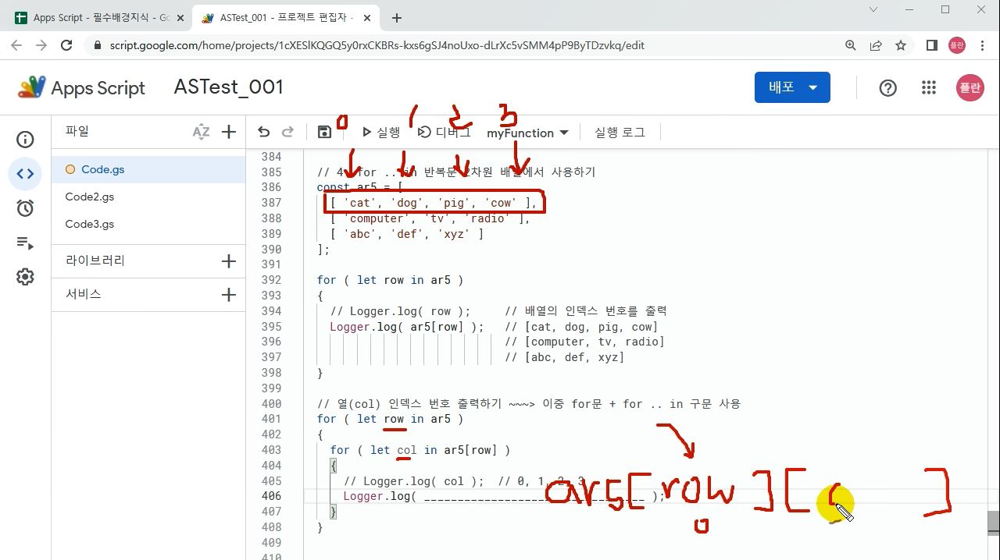 Apps Script - 필수배경지식 - Go
ASTest_001 - 프로젝트 편집자 -
script.google.com/home/projects/1cXESlKQGQ5y0rxCKBRs-lxs6gSJ4noUxo-dLrXc5vSMM4pP9ByTDzvkq/edit
플란
Apps Script
ASTest_001
배포
플란
0 1 2 3
파일
AZ
실행
디버그
myFunction
실행 로그
Code.gs
Code2.gs
Code3.gs
라이브러리
서비스
384
385 // 4. for .. in 반복문 2차원 배열에서 사용하기
386 const ar5 = [
387 [ 'cat', 'dog', 'pig', 'cow' ],
388 [ 'computer', 'tv', 'radio' ],
389 [ 'abc', 'def', 'xyz' ]
390 ];
391
392 for ( let row in ar5 )
393 {
394 // Logger.log( row ); // 배열의 인덱스 번호를 출력
395 Logger.log( ar5[row] ); // [cat, dog, pig, cow]
396 // [computer, tv, radio]
397 // [abc, def, xyz]
398 }
399
400 // 열(col) 인덱스 번호 출력하기 ~~~> 이중 for문 + for .. in 구문 사용
401 for ( let row in ar5 )
402 {
403 for ( let col in ar5[row] )
404 {
405 // Logger.log( col ); // 0, 1, 2, 3
406 Logger.log( _________________________________ );
ar5[row][c ]
0
407 }
408 }
409
410